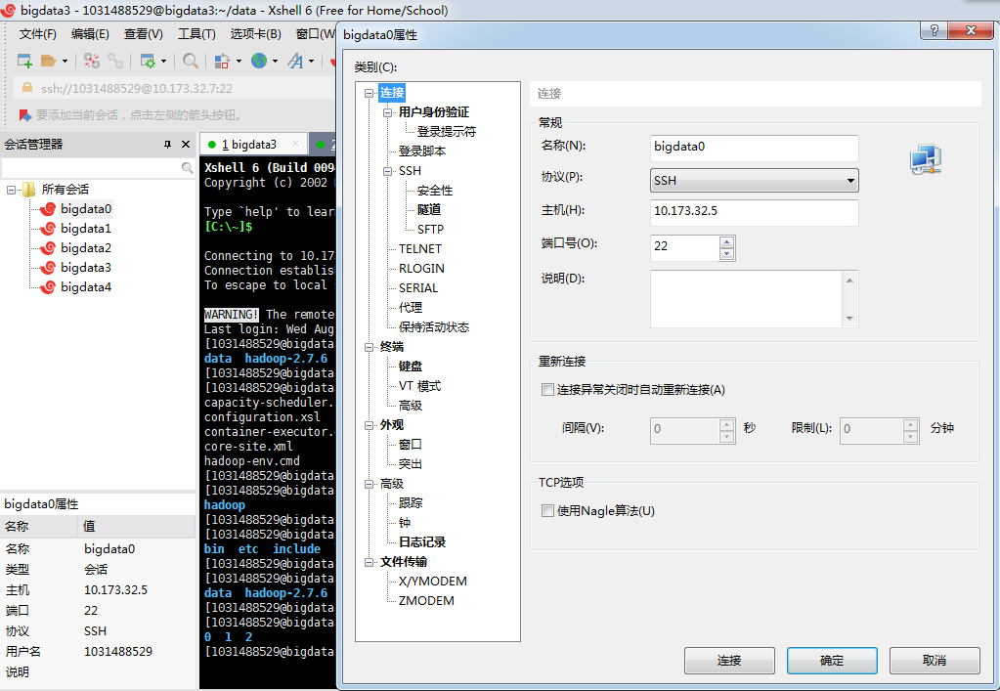 bigdata3 - 1031488529@bigdata3:~/data - Xshell 6 (Free for Home/School)
文件(F) 编辑(E) 查看(V) 工具(T) 选项卡(B) 窗口(W
ssh://1031488529@10.173.32.7:22
要添加当前会话，点击左侧的箭头按钮。
会话管理器
所有会话
bigdata0
bigdata1
bigdata2
bigdata3
bigdata4
bigdata0属性
名称 值
名称 bigdata0
类型 会话
主机 10.173.32.5
端口 22
协议 SSH
用户名 1031488529
说明
1 bigdata3 2
Xshell 6 (Build 009
Copyright (c) 2002
Type `help' to lear
[C:\~]$
Connecting to 10.17
Connection establis
To escape to local
WARNING! The remote
Last login: Wed Aug
[1031488529@bigdata
data hadoop-2.7.6
[1031488529@bigdata
[1031488529@bigdata
capacity-scheduler.
configuration.xsl
container-executor.
core-site.xml
hadoop-env.cmd
[1031488529@bigdata
[1031488529@bigdata
hadoop
[1031488529@bigdata
[1031488529@bigdata
bin etc include
[1031488529@bigdata
[1031488529@bigdata
data hadoop-2.7.6
[1031488529@bigdata
[1031488529@bigdata
0 1 2
[1031488529@bigdata
bigdata0属性
类别(C):
连接
用户身份验证
登录提示符
登录脚本
SSH
安全性
隧道
SFTP
TELNET
RLOGIN
SERIAL
代理
保持活动状态
终端
键盘
VT 模式
高级
外观
窗口
突出
高级
跟踪
钟
日志记录
文件传输
X/YMODEM
ZMODEM
连接
常规
名称(N): bigdata0
协议(P): SSH
主机(H): 10.173.32.5
端口号(O): 22
说明(D):
重新连接
连接异常关闭时自动重新连接(A)
间隔(V): 0 秒 限制(L): 0 分钟
TCP选项
使用Nagle算法(U)
连接 确定 取消